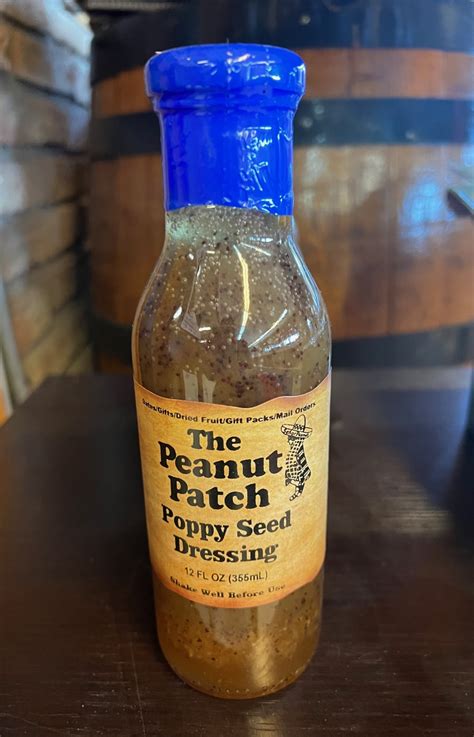 Dates/Gifts/Dried Fruit/Gift Packs/Mail Orders
The
Peanut
Patch
Poppy Seed
Dressing
12 FL OZ (355mL)
Shake Well Before Use